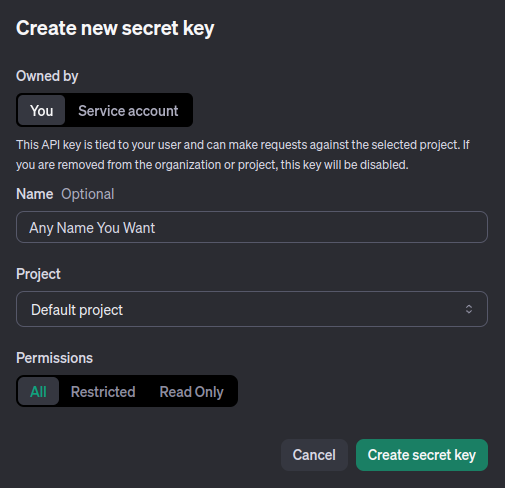 Create new secret key
Owned by
You Service account
This API key is tied to your user and can make requests against the selected project. If
you are removed from the organization or project, this key will be disabled.
Name Optional
Any Name You Want
Project
Default project
Permissions
All Restricted Read Only
Cancel Create secret key